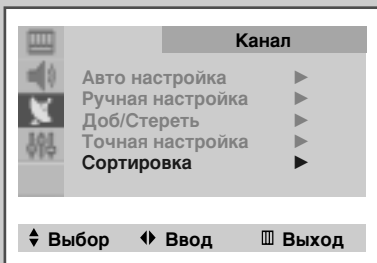 Канал
Авто настройка ▶
Ручная настройка ▶
Доб/Стереть ▶
Точная настройка ▶
Сортировка ▶
Выбор Ввод Выход